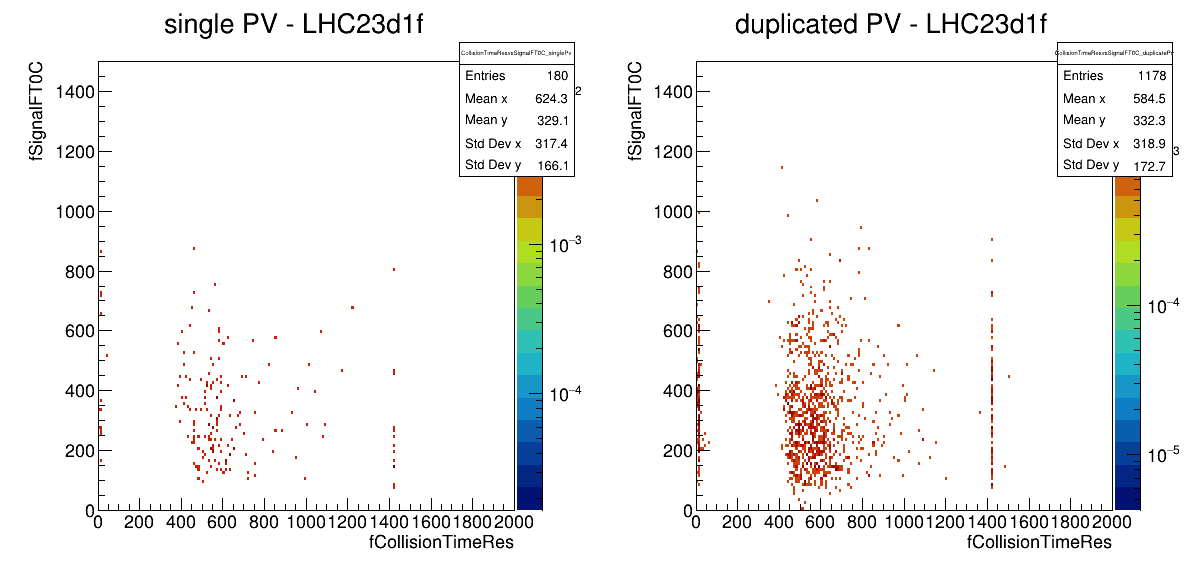 single PV - LHC23d1f
CollisionTimeResvsSignalFT0C_singlePV
Entries 180
Mean x 624.3
Mean y 329.1
Std Dev x 317.4
Std Dev y 166.1
fSignalFT0C
1400
1200
1000
800
600
400
200
0
0 200 400 600 800 1000 1200 1400 1600 1800 2000
fCollisionTimeRes
2
10−3
10−4
duplicated PV - LHC23d1f
CollisionTimeResvsSignalFT0C_duplicatePV
Entries 1178
Mean x 584.5
Mean y 332.3
Std Dev x 318.9
Std Dev y 172.7
fSignalFT0C
1400
1200
1000
800
600
400
200
0
0 200 400 600 800 1000 1200 1400 1600 1800 2000
fCollisionTimeRes
3
10−4
10−5